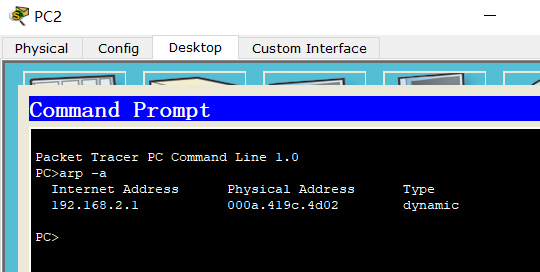 PC2
Physical Config Desktop Custom Interface
Command Prompt
Packet Tracer PC Command Line 1.0
PC>arp -a
Internet Address Physical Address Type
192.168.2.1 000a.419c.4d02 dynamic
PC>